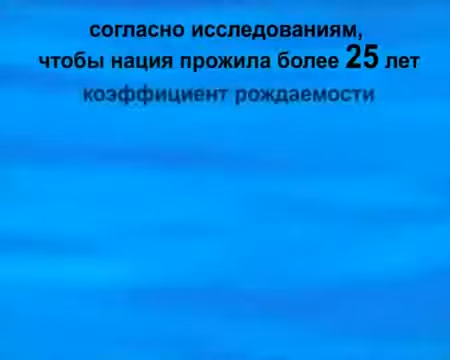 согласно исследованиям,
чтобы нация прожила более 25 лет
коэффициент рождаемости